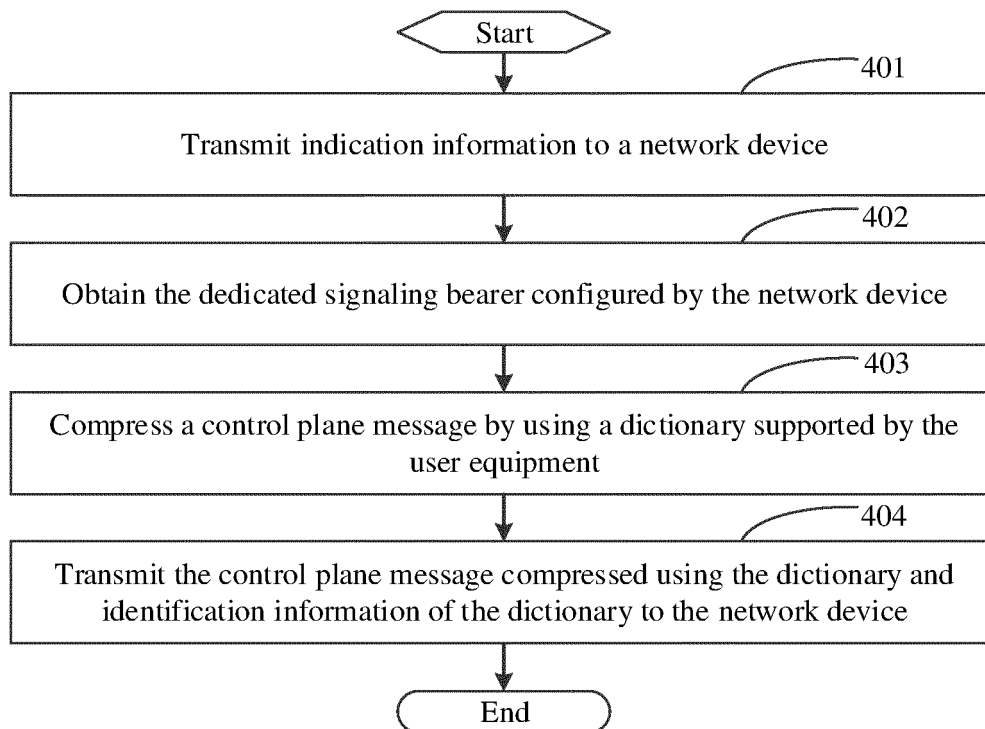 Start
401
Transmit indication information to a network device
402
Obtain the dedicated signaling bearer configured by the network device
403
Compress a control plane message by using a dictionary supported by the
user equipment
404
Transmit the control plane message compressed using the dictionary and
identification information of the dictionary to the network device
End